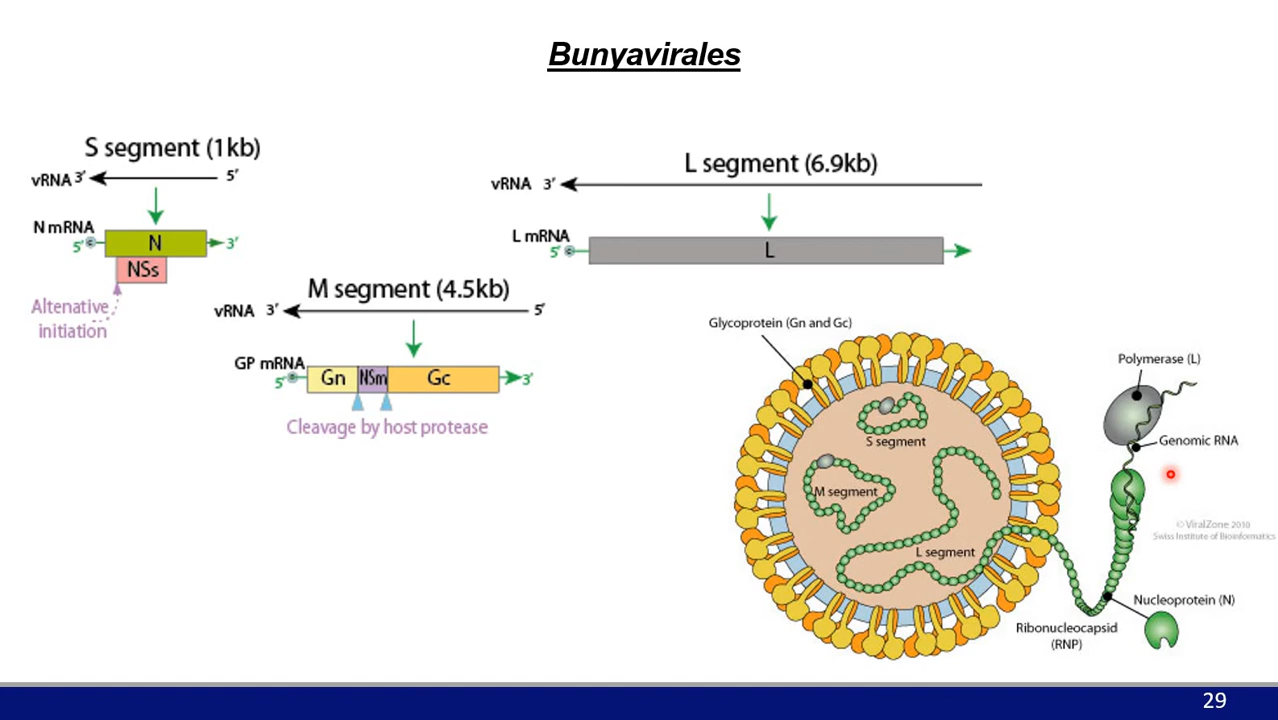 Bunyavirales
S segment (1kb)
vRNA 3′ 5′
N mRNA
5′ c N 3′
NSs
Altenative
initiation
M segment (4.5kb)
vRNA 3′ 5′
GP mRNA
5′ c Gn NSm Gc 3′
Cleavage by host protease
L segment (6.9kb)
vRNA 3′
L mRNA
5′ c L
Glycoprotein (Gn and Gc)
Polymerase (L)
S segment
Genomic RNA
M segment
© ViralZone 2010
Swiss Institute of Bioinformatics
L segment
Nucleoprotein (N)
Ribonucleocapsid
(RNP)
29